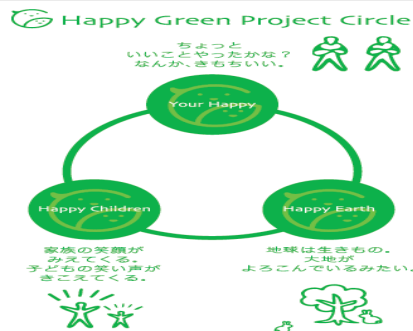 Happy Green Project Circle
ちょっと
いいことやったかな？
なんか、きもちいい。
Your Happy
Happy Children
Happy Earth
家族の笑顔が
みえてくる。
子どもの笑い声が
きこえてくる。
地球は生きもの。
大地が
よろこんでいるみたい。